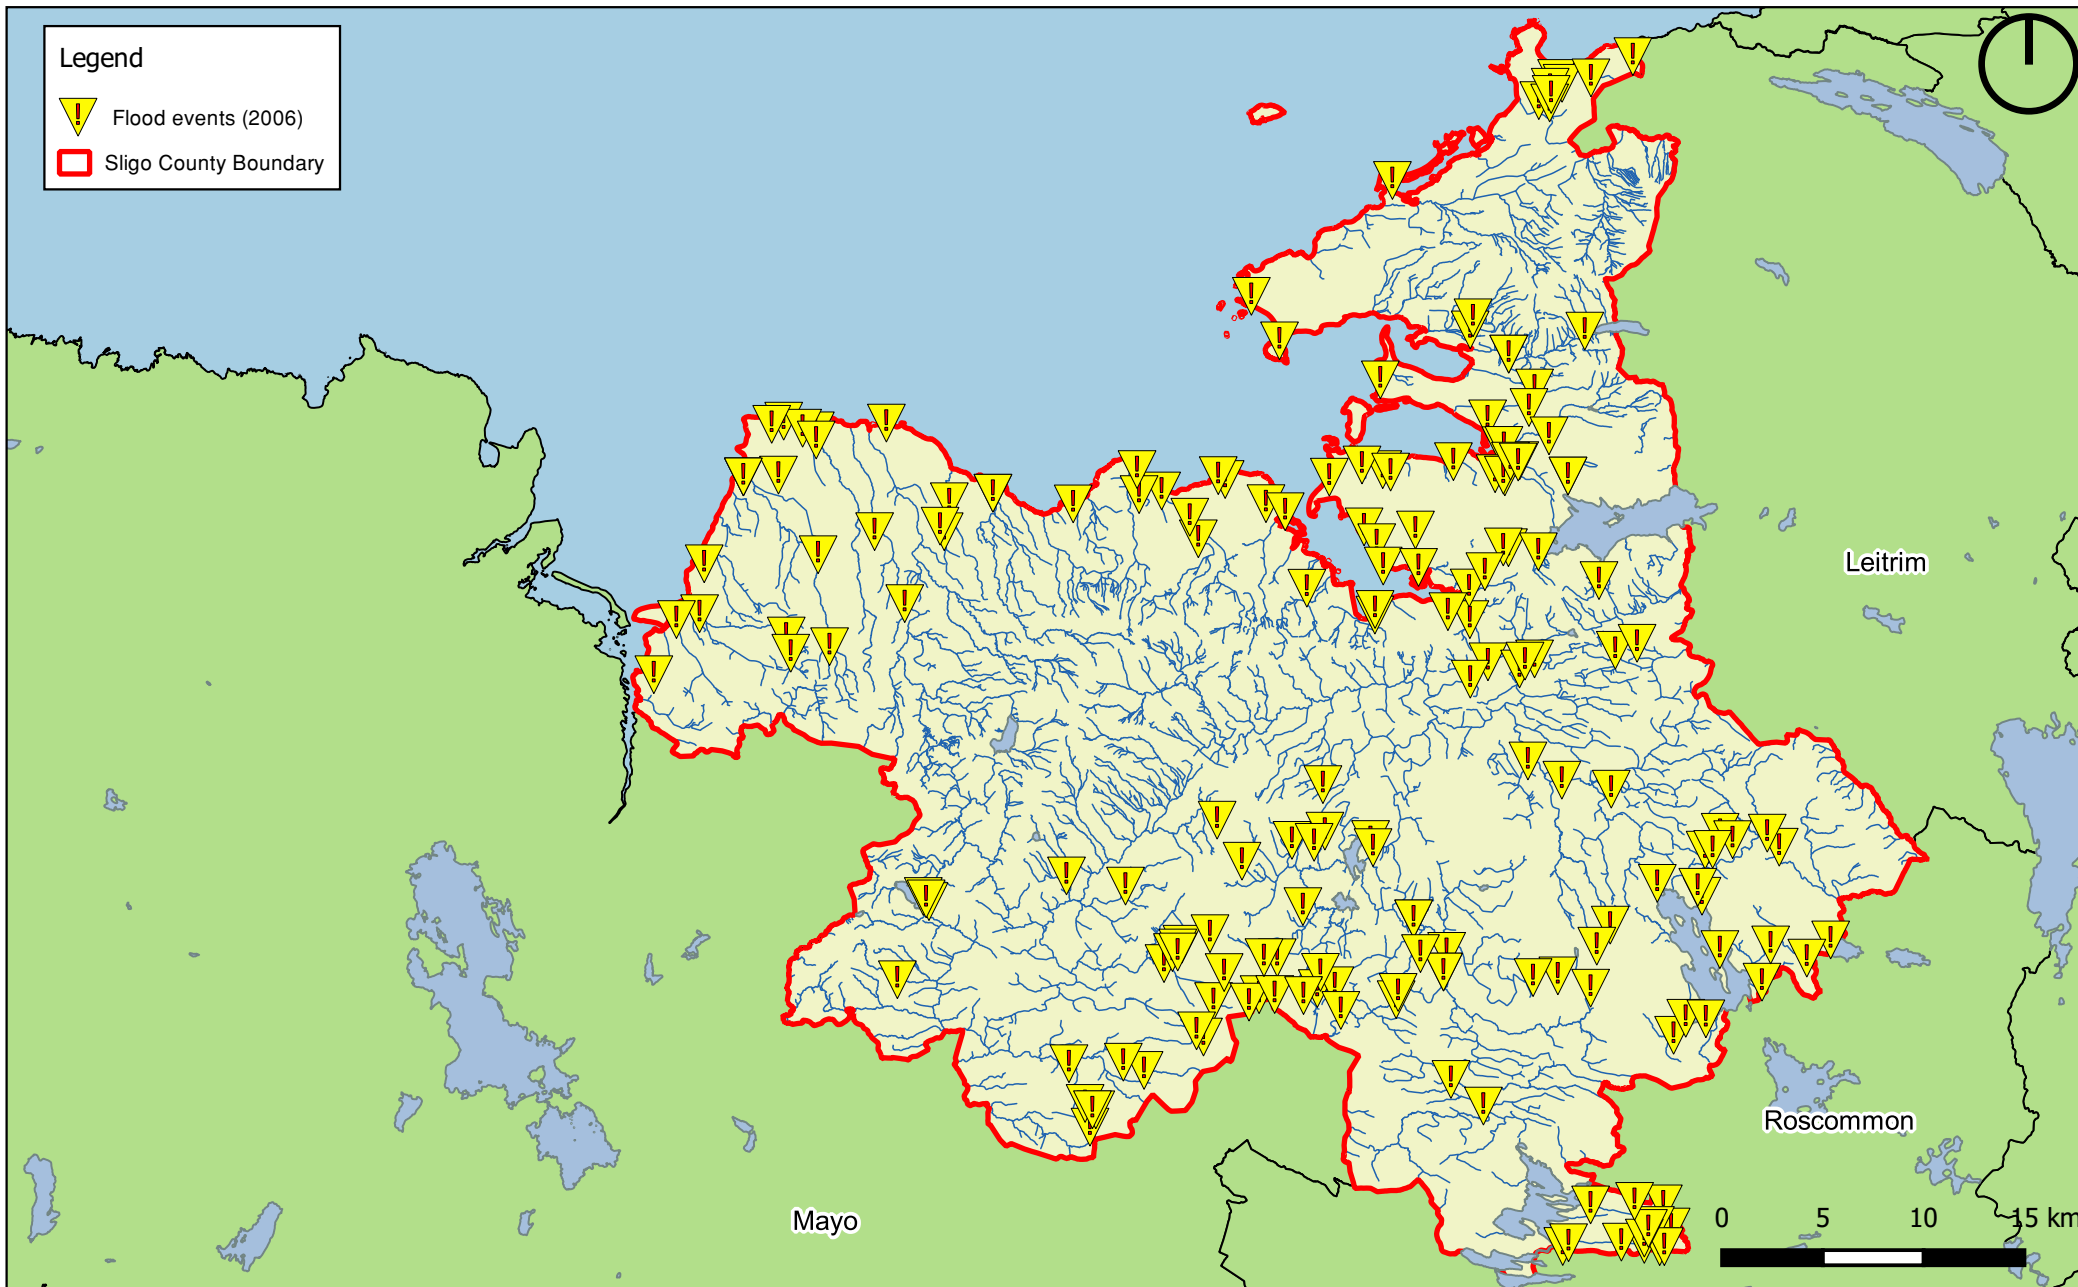 Legend
Flood events (2006)
Sligo County Boundary
Leitrim
Roscommon
Mayo
0 5 10 15 km